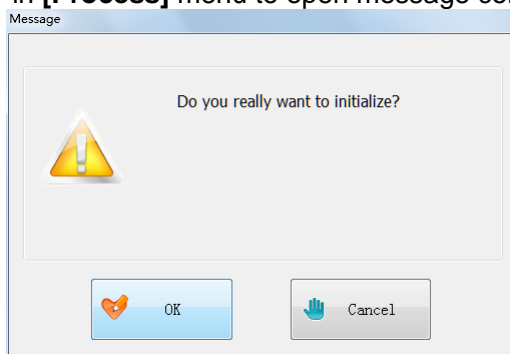 in [Process] menu to open message
Message
Do you really want to initialize?
OK
Cancel